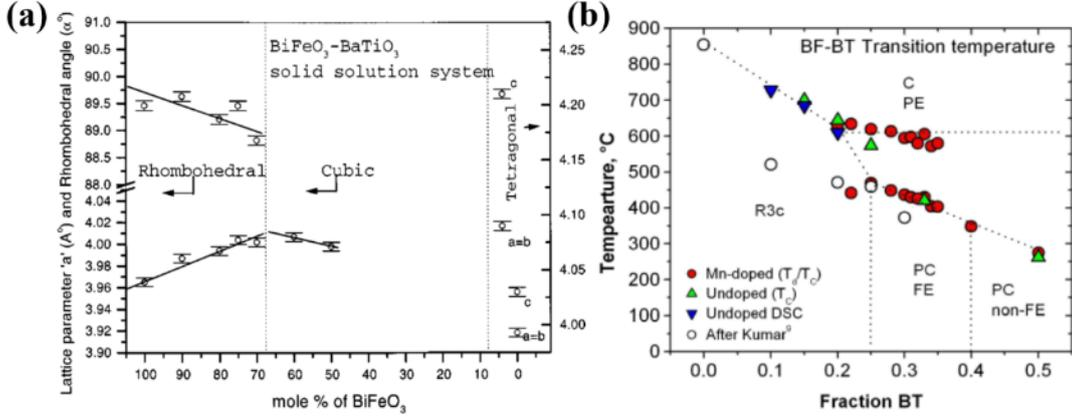 (a)
Lattice parameter 'a' (A°) and Rhombohedral angle (α°)
91.0
90.5
90.0
89.5
89.0
88.5
88.0
4.04
4.02
4.00
3.98
3.96
3.94
3.92
3.90
BiFeO3-BaTiO3
solid solution system
Rhombohedral
Cubic
Tetragonal
c
a=b
c
a=b
4.25
4.20
4.15
4.10
4.05
4.00
100 90 80 70 60 50 40 30 20 10 0
mole % of BiFeO3
(b)
Tempearture, °C
900
800
700
600
500
400
300
200
100
0
BF-BT Transition temperature
C
PE
R3c
PC
FE
PC
non-FE
Mn-doped (Td/TC)
Undoped (TC)
Undoped DSC
After Kumar9
0.0 0.1 0.2 0.3 0.4 0.5
Fraction BT